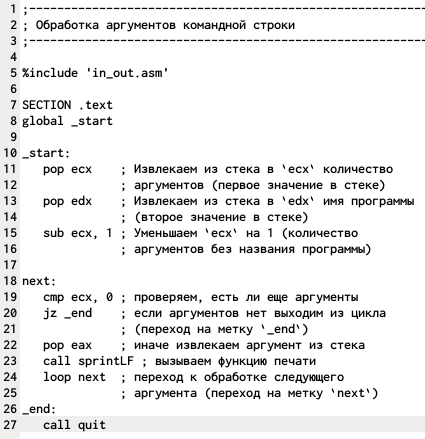 1 ;-----------------------------------------------------------
2 ; Обработка аргументов командной строки
3 ;-----------------------------------------------------------
4
5 %include 'in_out.asm'
6
7 SECTION .text
8 global _start
9
10 _start:
11    pop ecx    ; Извлекаем из стека в `ecx` количество
12               ; аргументов (первое значение в стеке)
13    pop edx    ; Извлекаем из стека в `edx` имя программы
14               ; (второе значение в стеке)
15    sub ecx, 1 ; Уменьшаем `ecx` на 1 (количество
16               ; аргументов без названия программы)
17
18 next:
19    cmp ecx, 0 ; проверяем, есть ли еще аргументы
20    jz _end    ; если аргументов нет выходим из цикла
21               ; (переход на метку `_end`)
22    pop eax    ; иначе извлекаем аргумент из стека
23    call sprintLF ; вызываем функцию печати
24    loop next  ; переход к обработке следующего
25               ; аргумента (переход на метку `next`)
26 _end:
27    call quit